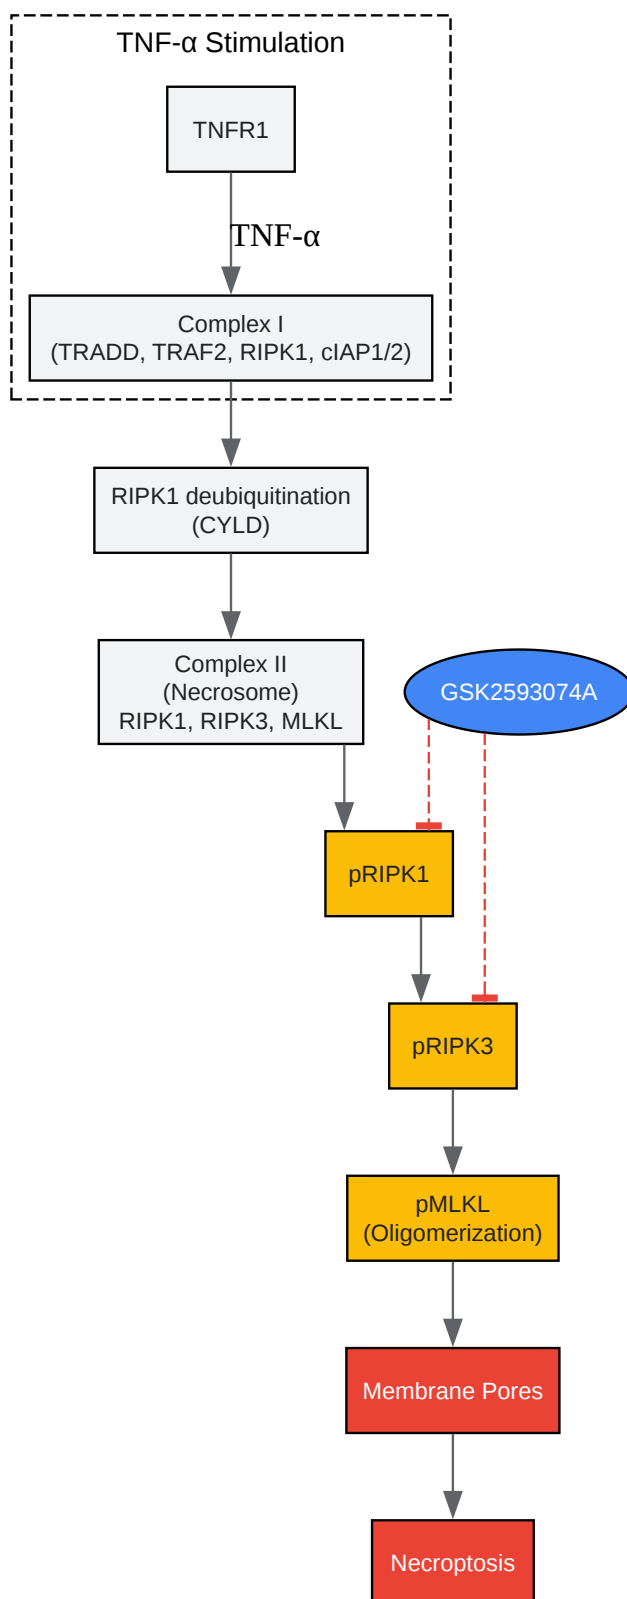 TNF-α Stimulation
TNFR1
TNF-α
Complex I
(TRADD, TRAF2, RIPK1, cIAP1/2)
RIPK1 deubiquitination
(CYLD)
Complex II
(Necrosome)
RIPK1, RIPK3, MLKL
GSK2593074A
pRIPK1
pRIPK3
pMLKL
(Oligomerization)
Membrane Pores
Necroptosis